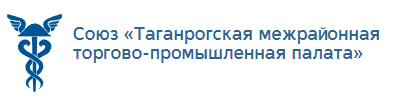 Союз «Таганрогская межрайонная
торгово-промышленная палата»